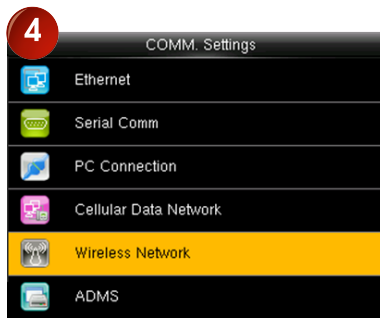 4
COMM. Settings
Ethernet
Serial Comm
PC Connection
Cellular Data Network
Wireless Network
ADMS